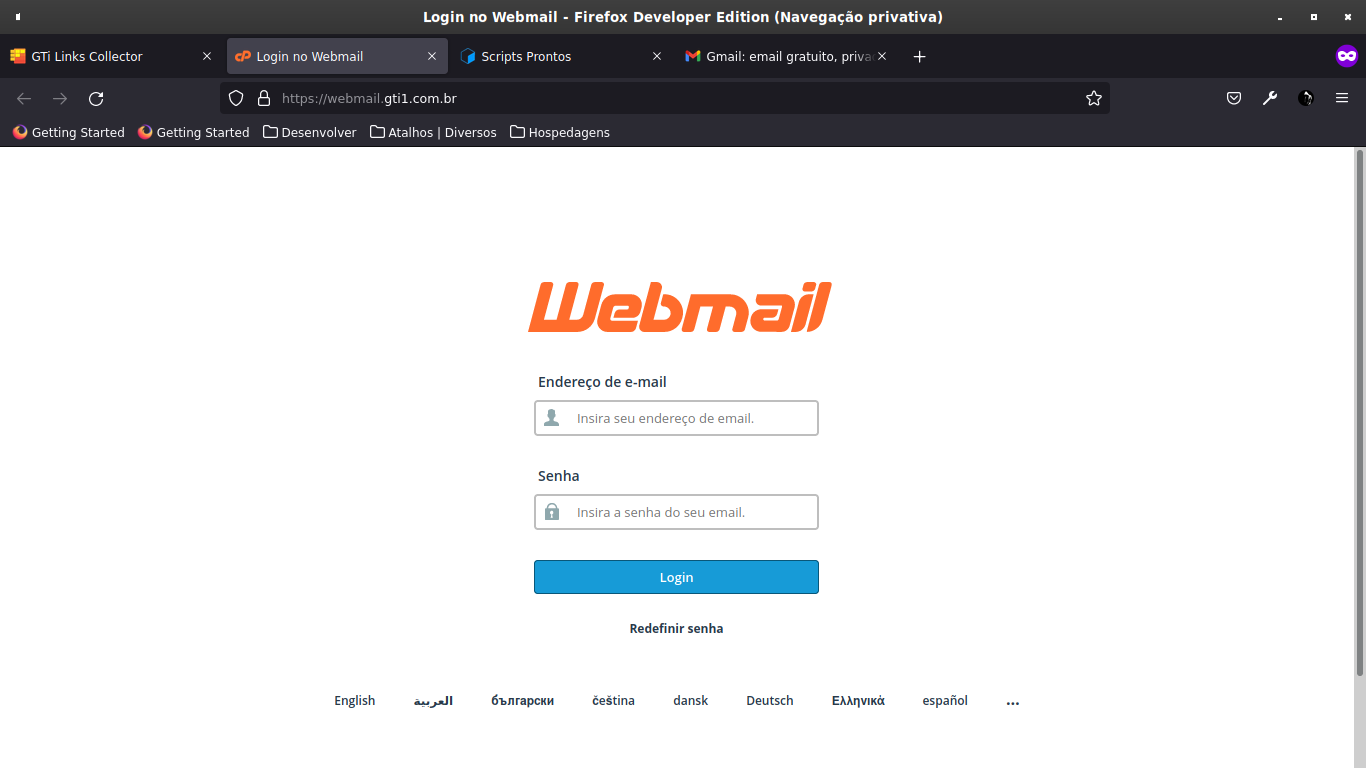 Login no Webmail - Firefox Developer Edition (Navegação privativa)
GTi Links Collector
Login no Webmail
Scripts Prontos
Gmail: email gratuito, priva
https://webmail.gti1.com.br
Getting Started Getting Started Desenvolver Atalhos | Diversos Hospedagens
Webmail
Endereço de e-mail
Insira seu endereço de email.
Senha
Insira a senha do seu email.
Login
Redefinir senha
English العربية български čeština dansk Deutsch Ελληνικά español ...